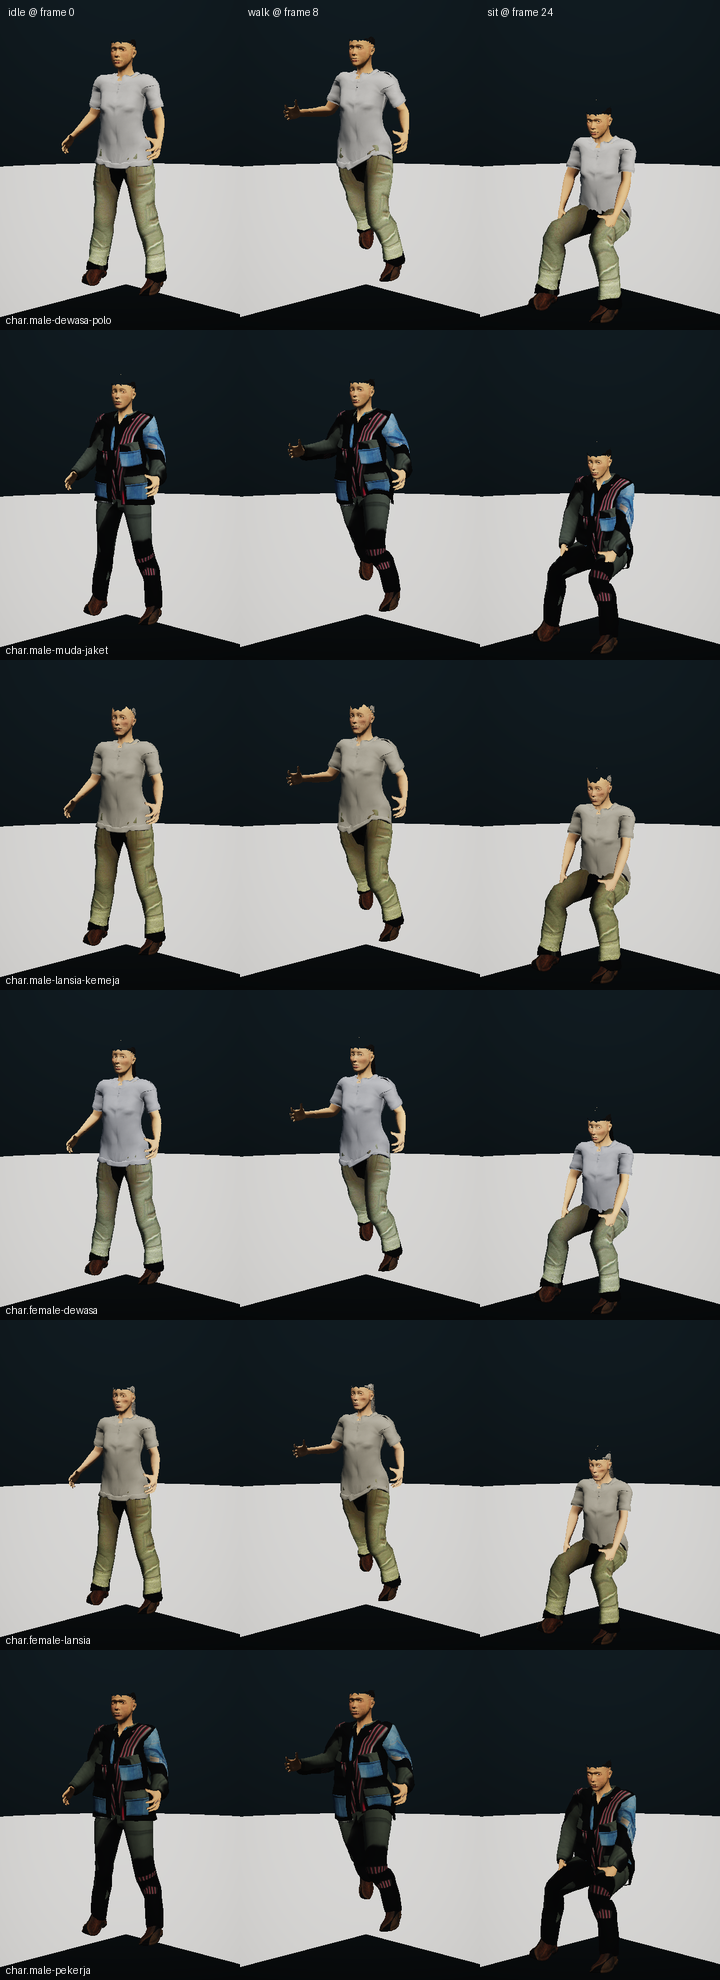 idle @ frame 0
walk @ frame 8
sit @ frame 24
char.male-dewasa-polo
char.male-muda-jaket
char.male-lansia-kemeja
char.female-dewasa
char.female-lansia
char.male-pekerja